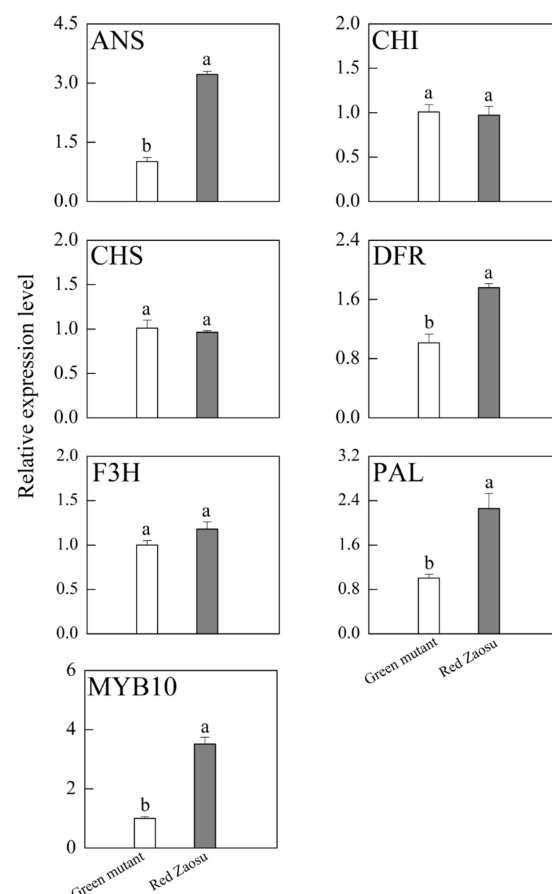 Relative expression level
ANS
4.5
3.0
1.5
0.0
b
a
CHI
2.0
1.5
1.0
0.5
0.0
a
a
CHS
2.0
1.5
1.0
0.5
0.0
a
a
DFR
2.4
1.6
0.8
0.0
b
a
F3H
2.0
1.5
1.0
0.5
0.0
a
a
PAL
3.2
2.4
1.6
0.8
0.0
b
a
Green mutant
Red Zaosu
MYB10
6
4
2
0
b
a
Green mutant
Red Zaosu